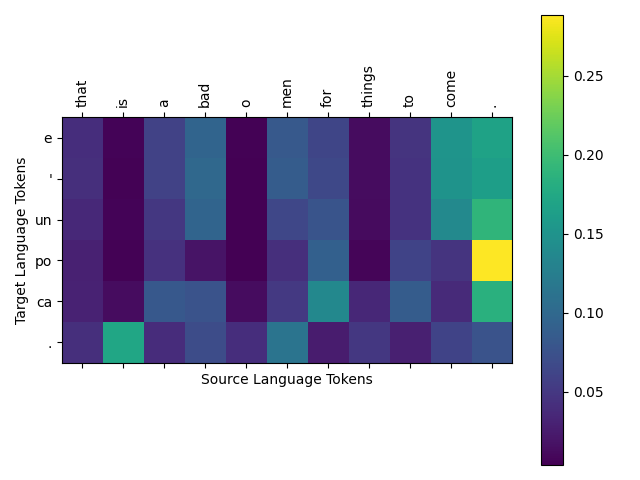 that is a bad o men for things to come .
e
'
un
po
ca
.
Target Language Tokens
Source Language Tokens
0.25
0.20
0.15
0.10
0.05